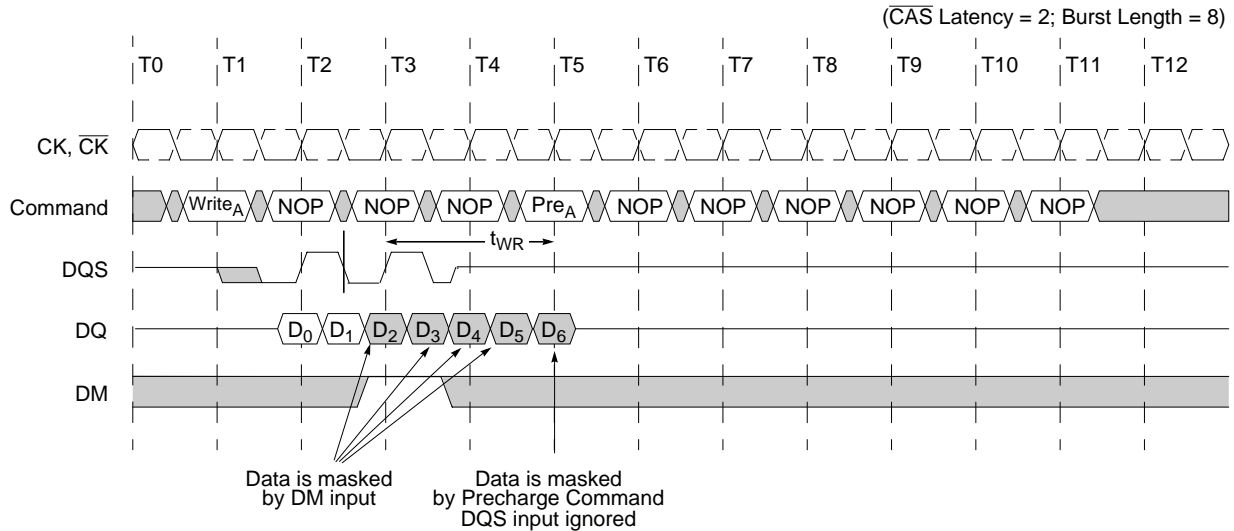 (CAS Latency = 2; Burst Length = 8)
T0 T1 T2 T3 T4 T5 T6 T7 T8 T9 T10 T11 T12
CK, CK
Command WriteA NOP NOP NOP PreA NOP NOP NOP NOP NOP NOP
tWR
DQS
DQ D0 D1 D2 D3 D4 D5 D6
DM
Data is masked
by DM input
Data is masked
by Precharge Command
DQS input ignored